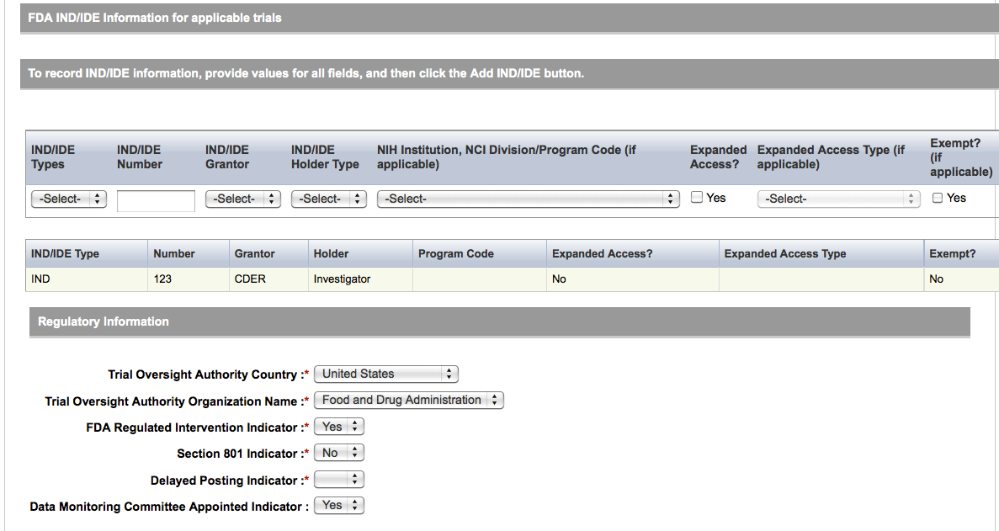 FDA IND/IDE Information for applicable trials
To record IND/IDE information, provide values for all fields, and then click the Add IND/IDE button.
IND/IDE Types IND/IDE Number IND/IDE Grantor IND/IDE Holder Type NIH Institution, NCI Division/Program Code (if applicable) Expanded Access? Expanded Access Type (if applicable) Exempt? (if applicable)
-Select- -Select- -Select- -Select- Yes -Select- Yes
IND/IDE Type Number Grantor Holder Program Code Expanded Access? Expanded Access Type Exempt?
IND 123 CDER Investigator No No
Regulatory Information
Trial Oversight Authority Country :* United States
Trial Oversight Authority Organization Name :* Food and Drug Administration
FDA Regulated Intervention Indicator :* Yes
Section 801 Indicator :* No
Delayed Posting Indicator :*
Data Monitoring Committee Appointed Indicator : Yes